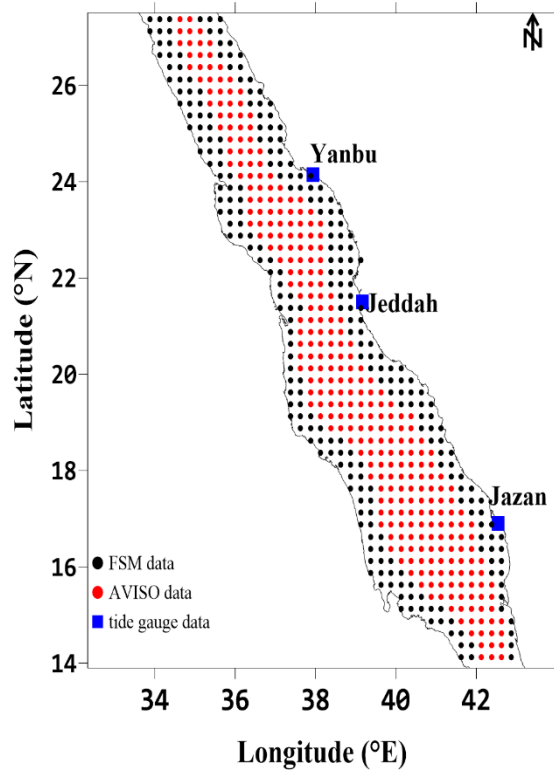 N
26
Yanbu
24
22
Jeddah
Latitude (°N)
20
18
Jazan
16
FSM data
AVISO data
tide gauge data
14
34 36 38 40 42
Longitude (°E)